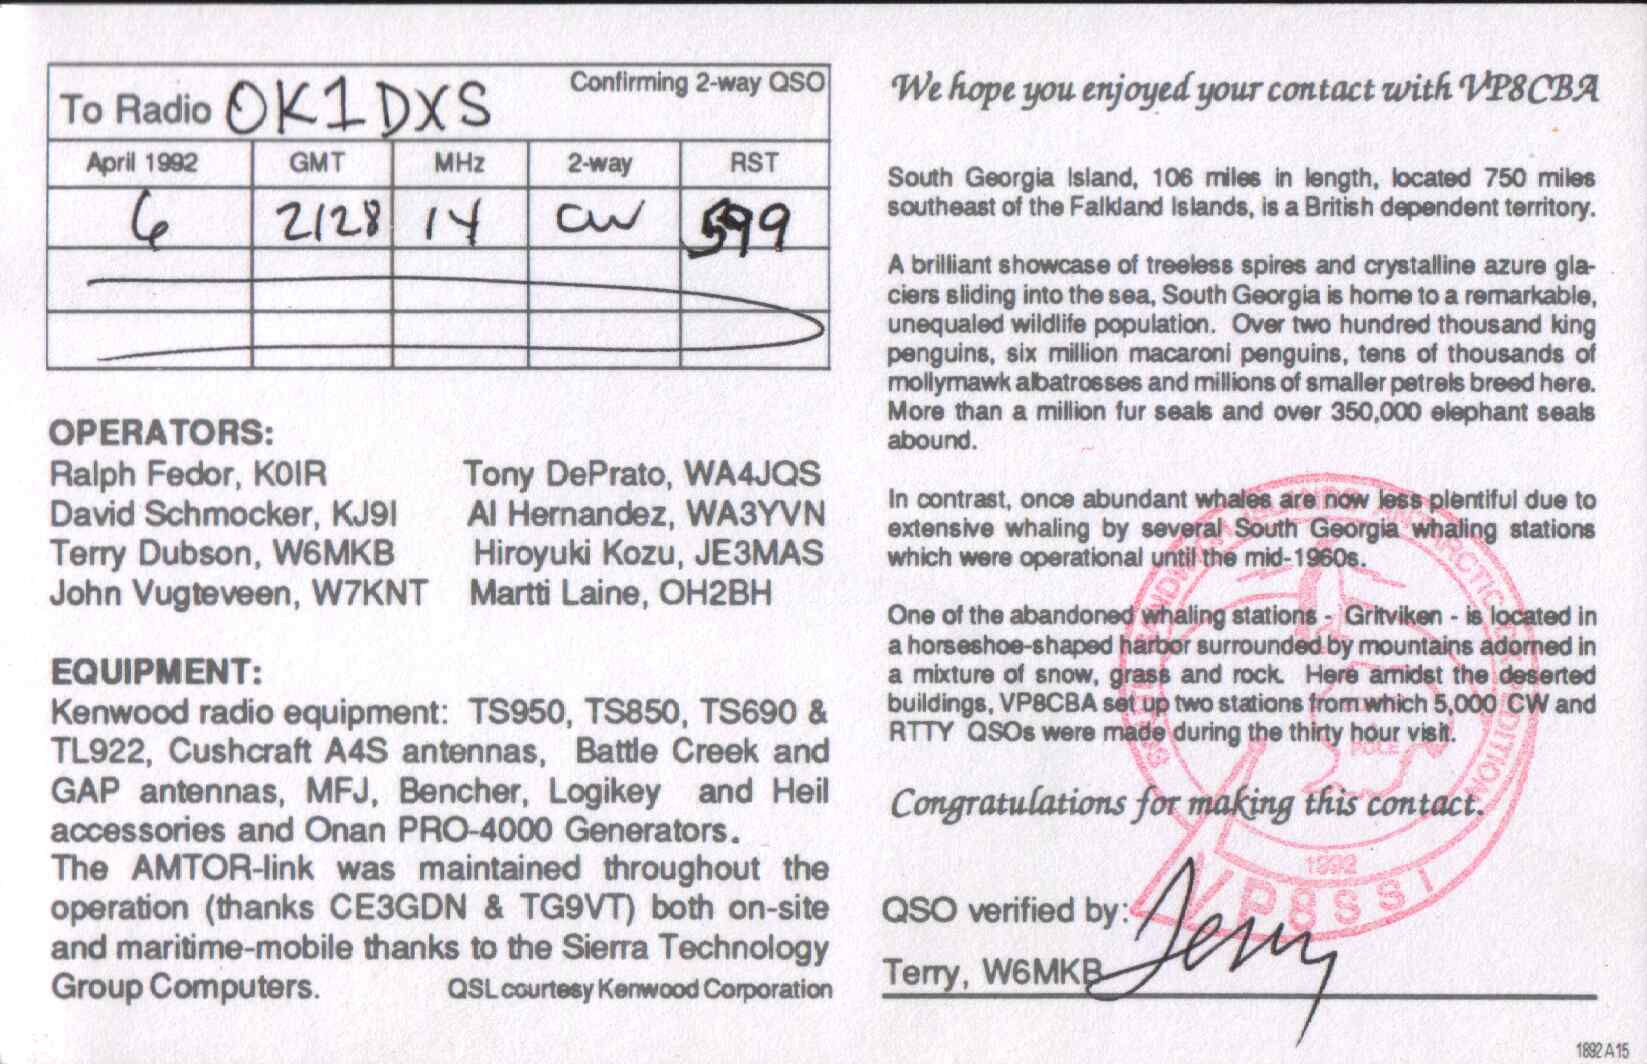 To Radio OK1DXS Confirming 2-way QSO
April 1992 GMT MHz 2-way RST
6 2128 14 CW 599
OPERATORS:
Ralph Fedor, K0IR Tony DePrato, WA4JQS
David Schmocker, KJ9I Al Hernandez, WA3YVN
Terry Dubson, W6MKB Hiroyuki Kozu, JE3MAS
John Vugteveen, W7KNT Martti Laine, OH2BH
EQUIPMENT:
Kenwood radio equipment: TS950, TS850, TS690 &
TL922, Cushcraft A4S antennas, Battle Creek and
GAP antennas, MFJ, Bencher, Logikey and Heil
accessories and Onan PRO-4000 Generators.
The AMTOR-link was maintained throughout the
operation (thanks CE3GDN & TG9VT) both on-site
and maritime-mobile thanks to the Sierra Technology
Group Computers. QSL courtesy Kenwood Corporation
We hope you enjoyed your contact with VP8CBA
South Georgia Island, 106 miles in length, located 750 miles
southeast of the Falkland Islands, is a British dependent territory.
A brilliant showcase of treeless spires and crystalline azure gla-
ciers sliding into the sea, South Georgia is home to a remarkable,
unequaled wildlife population. Over two hundred thousand king
penguins, six million macaroni penguins, tens of thousands of
mollymawk albatrosses and millions of smaller petrels breed here.
More than a million fur seals and over 350,000 elephant seals
abound.
In contrast, once abundant whales are now less plentiful due to
extensive whaling by several South Georgia whaling stations
which were operational until the mid-1960s.
One of the abandoned whaling stations - Gritviken - is located in
a horseshoe-shaped harbor surrounded by mountains adorned in
a mixture of snow, grass and rock. Here amidst the deserted
buildings, VP8CBA set up two stations from which 5,000 CW and
RTTY QSOs were made during the thirty hour visit.
Congratulations for making this contact.
QSO verified by: Terry
Terry, W6MKB
SANDWICH ISLANDS ANTARCTIC EXPEDITION
POLE
1992
VP8SSI
1892 A15